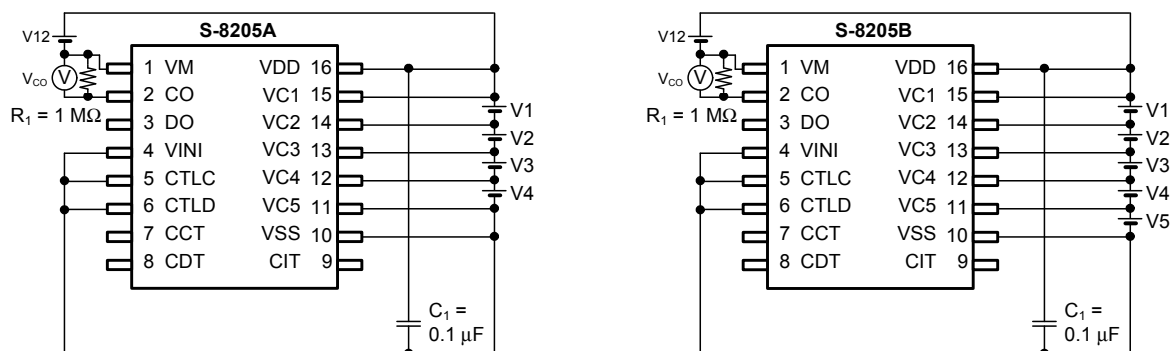 S-8205A
V12
1 VM VDD 16
V_CO V
2 CO VC1 15
R₁ = 1 MΩ
V1
3 DO VC2 14
V2
4 VINI VC3 13
V3
5 CTLC VC4 12
V4
6 CTLD VC5 11
7 CCT VSS 10
8 CDT CIT 9
C₁ =
0.1 μF
S-8205B
V12
1 VM VDD 16
V_CO V
2 CO VC1 15
R₁ = 1 MΩ
V1
3 DO VC2 14
V2
4 VINI VC3 13
V3
5 CTLC VC4 12
V4
6 CTLD VC5 11
V5
7 CCT VSS 10
8 CDT CIT 9
C₁ =
0.1 μF